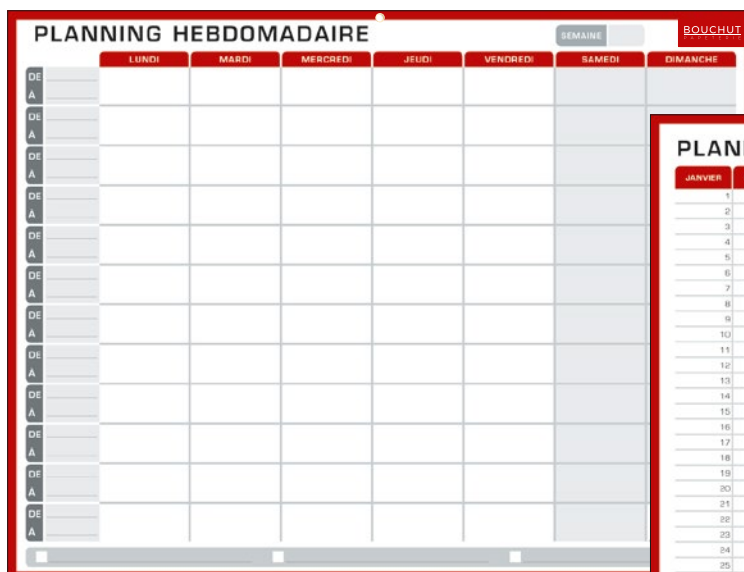 PLANNING HEBDOMADAIRE
SEMAINE
BOUCHUT
PAPETERIE
LUNDI MARDI MERCREDI JEUDI VENDREDI SAMEDI DIMANCHE
DE
A
DE
A
DE
A
DE
A
DE
A
DE
A
DE
A
DE
A
DE
A
DE
A
DE
A
DE
A
PLAN
JANVIER
1
2
3
4
5
6
7
8
9
10
11
12
13
14
15
16
17
18
19
20
21
22
23
24
25